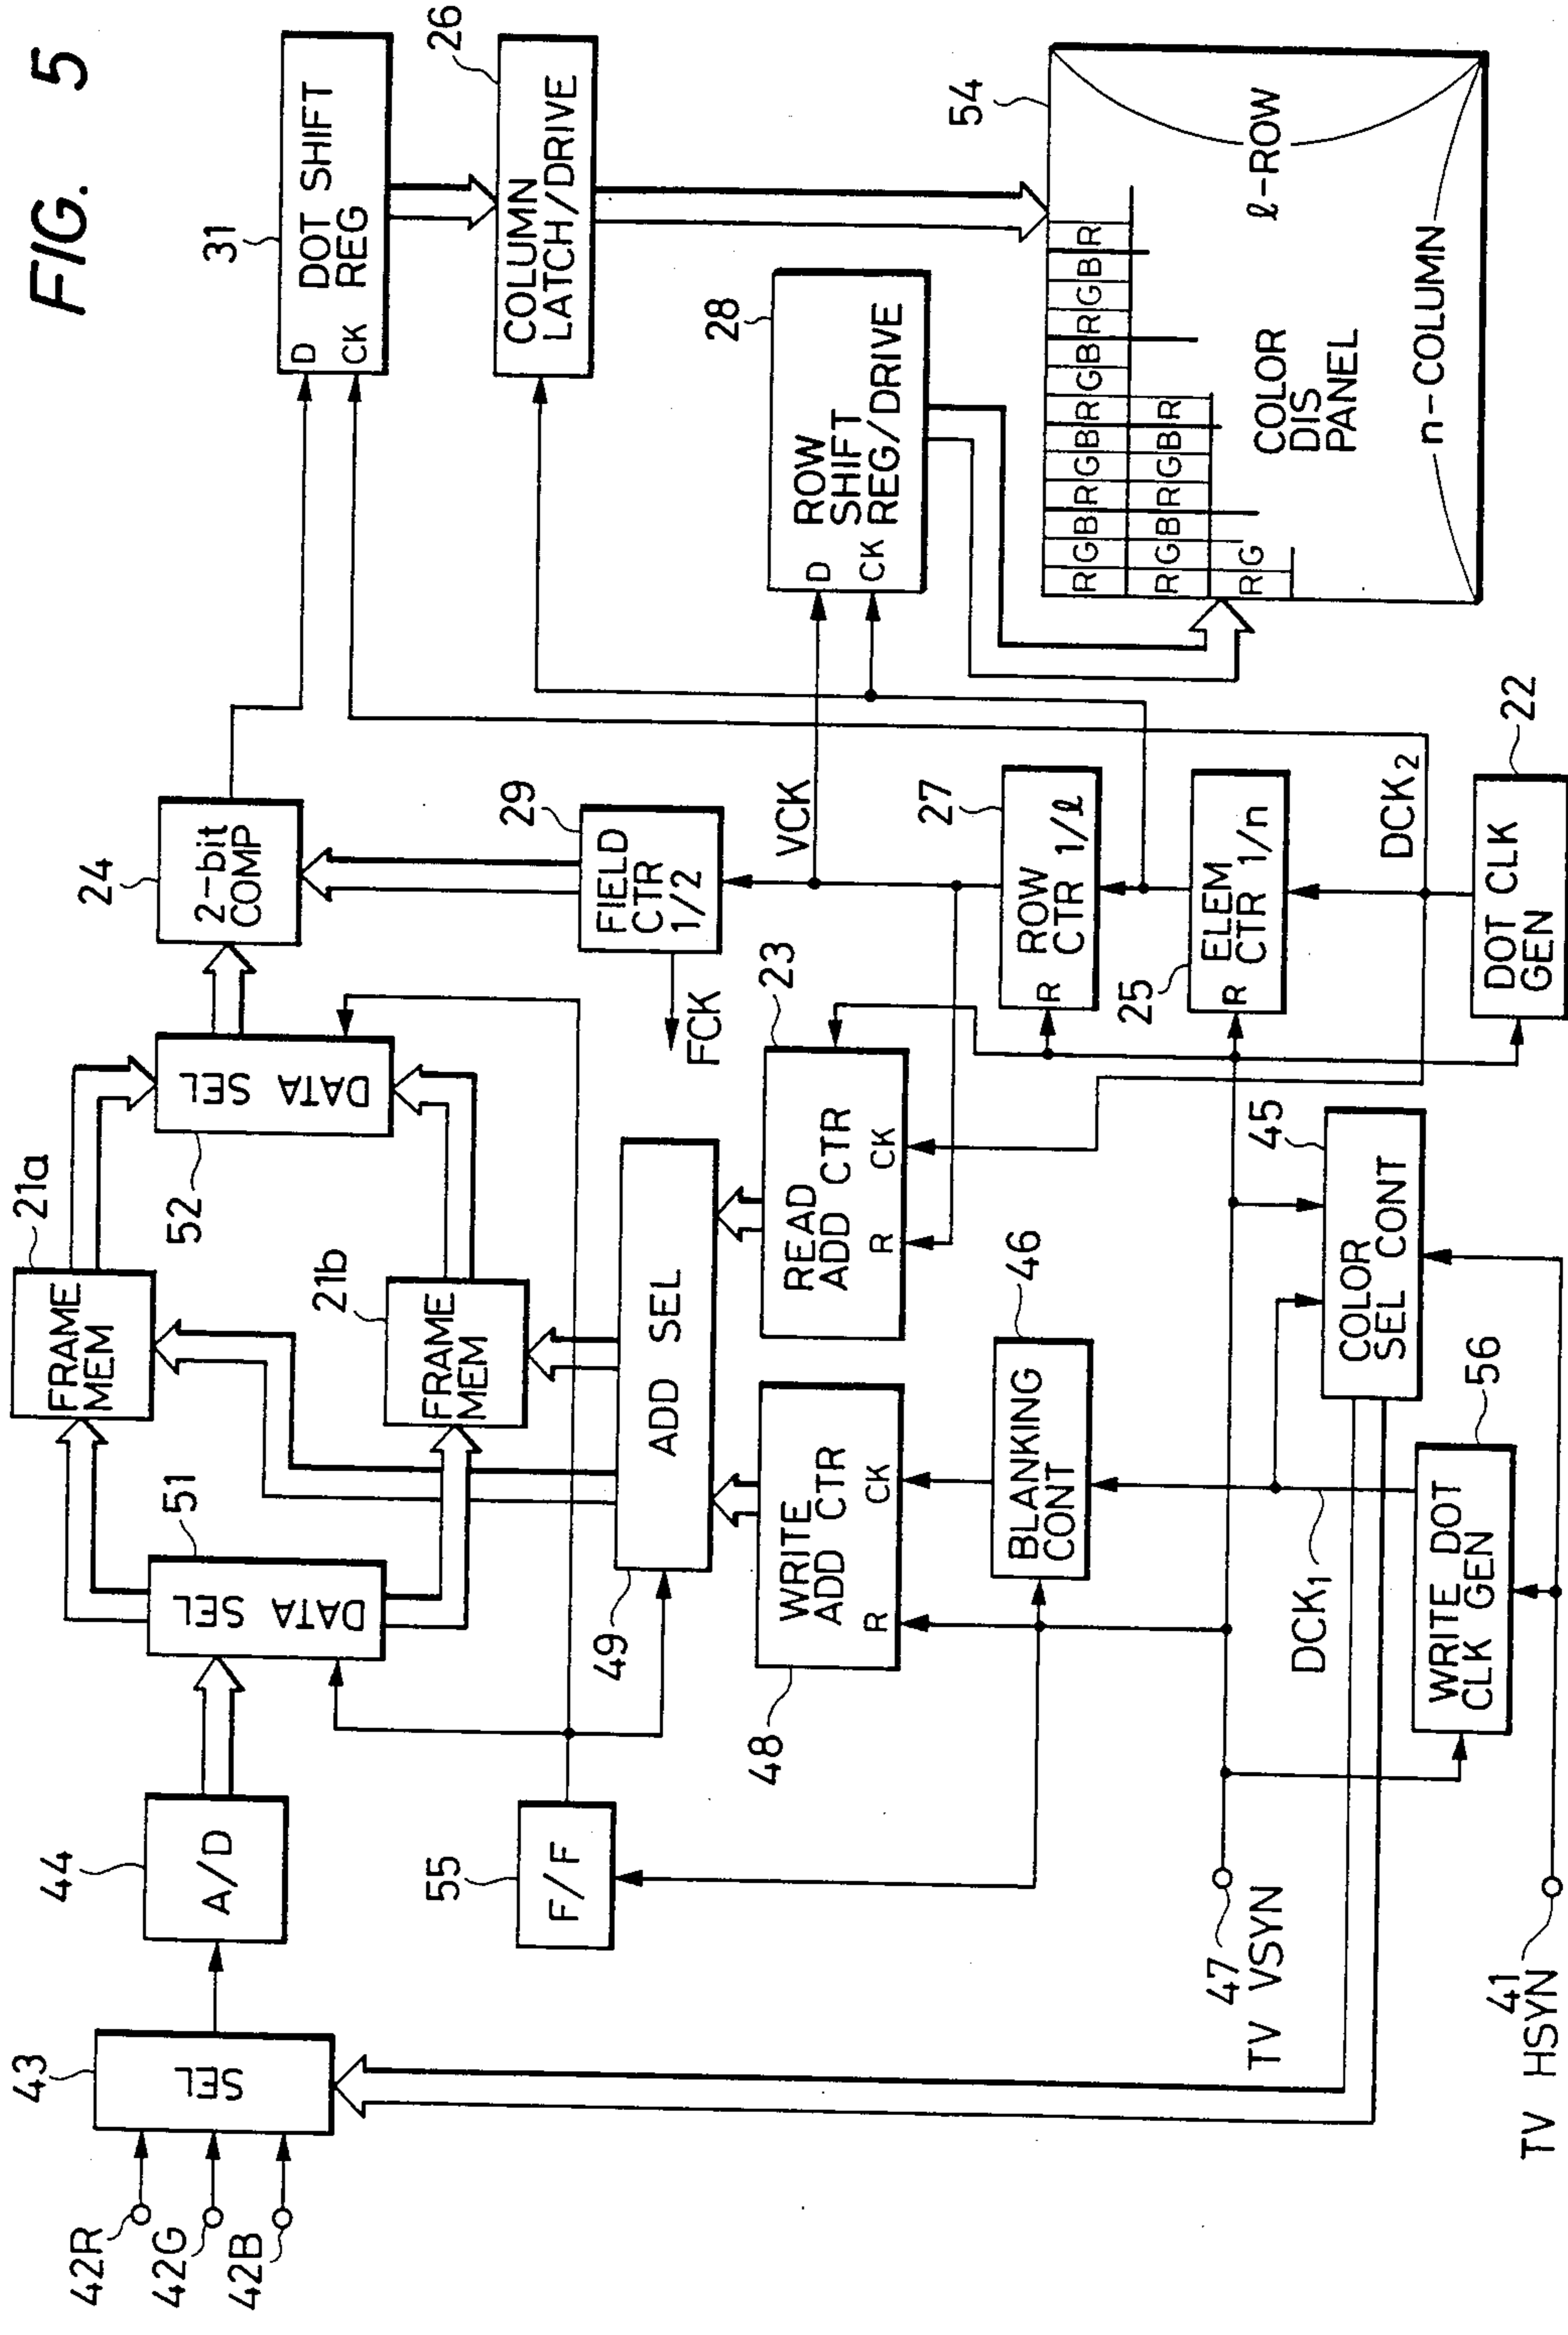 FIG. 5
42R
42G
42B
43
SEL
44
A/D
51
DATA
SEL
21a
FRAME
MEM
21b
FRAME
MEM
52
DATA
SEL
24
2-bit
COMP
31
D
CK
DOT SHIFT
REG
26
COLUMN
LATCH/DRIVE
55
F/F
49
ADD SEL
29
FIELD
CTR
1/2
FCK
VCK
28
ROW
SHIFT
REG/DRIVE
D
CK
48
WRITE
ADD CTR
R
CK
23
READ
ADD CTR
R
CK
46
BLANKING
CONT
27
ROW
CTR 1/ℓ
R
25
ELEM
CTR 1/n
R
54
R G B R G B R G B R G B R
R G B R G B R
R G
COLOR
DIS
PANEL
ℓ-ROW
n-COLUMN
47
TV VSYN
45
COLOR
SEL CONT
DCK1
DCK2
56
WRITE DOT
CLK GEN
22
DOT CLK
GEN
41
TV HSYN